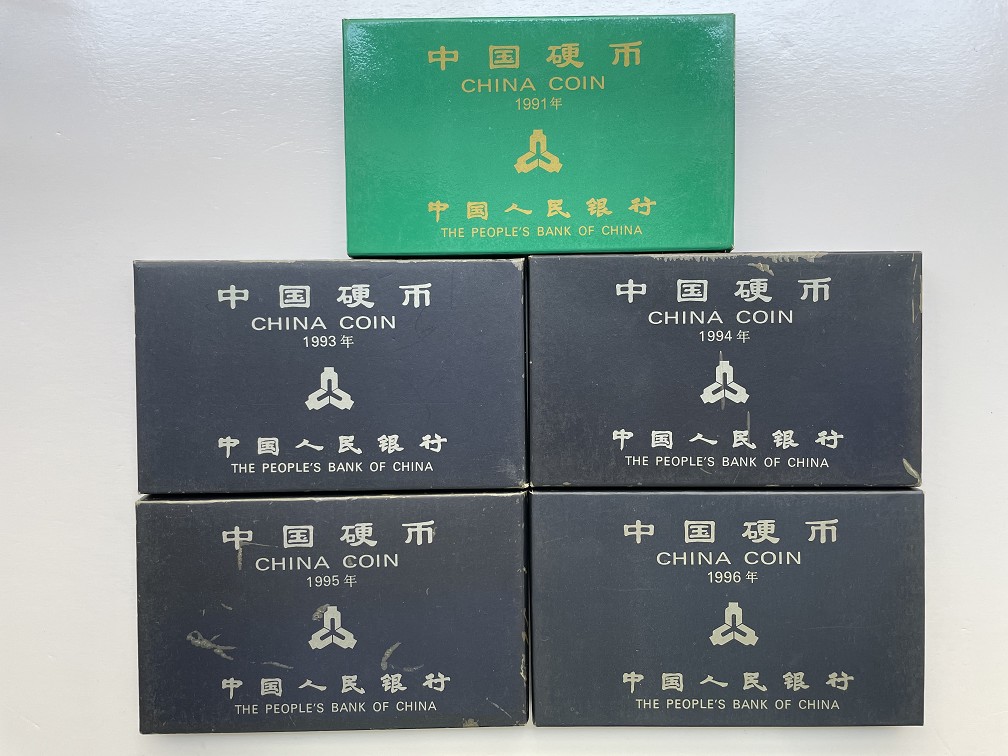 中国硬币
CHINA COIN
1991年
中国人民银行
THE PEOPLE'S BANK OF CHINA
中国硬币
CHINA COIN
1993年
中国人民银行
THE PEOPLE'S BANK OF CHINA
中国硬币
CHINA COIN
1994年
中国人民银行
THE PEOPLE'S BANK OF CHINA
中国硬币
CHINA COIN
1995年
中国人民银行
THE PEOPLE'S BANK OF CHINA
中国硬币
CHINA COIN
1996年
中国人民银行
THE PEOPLE'S BANK OF CHINA